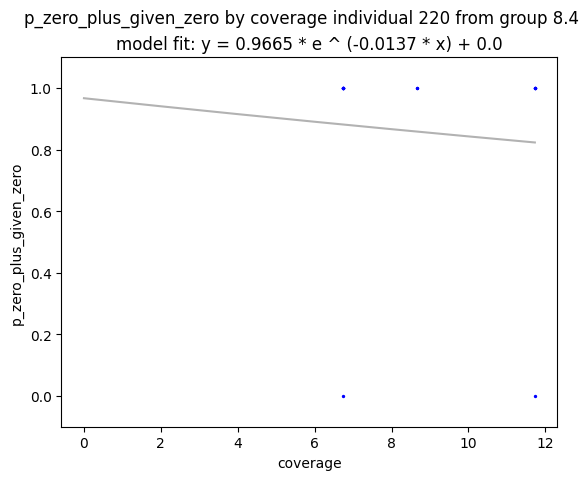 p_zero_plus_given_zero by coverage individual 220 from group 8.4
model fit: y = 0.9665 * e ^ (-0.0137 * x) + 0.0
1.0
0.8
0.6
0.4
0.2
0.0
p_zero_plus_given_zero
0 2 4 6 8 10 12
coverage